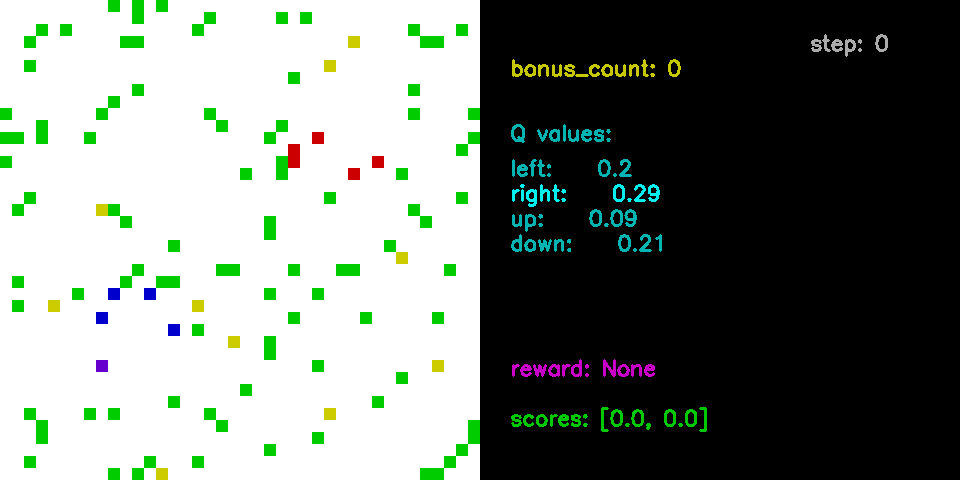 step: 0
bonus_count: 0
Q values:
left: 0.2
right: 0.29
up: 0.09
down: 0.21
reward: None
scores: [0.0, 0.0]